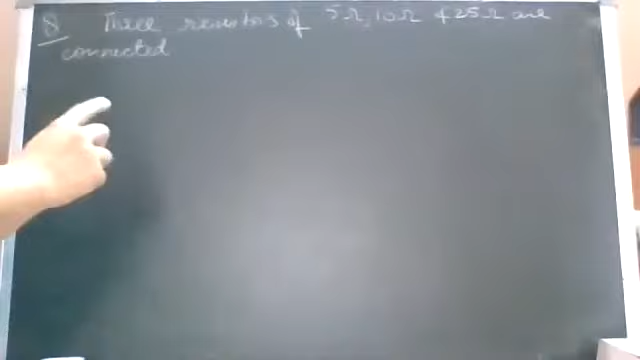 8 Three resistors of 5Ω, 10Ω & 25Ω are
connected